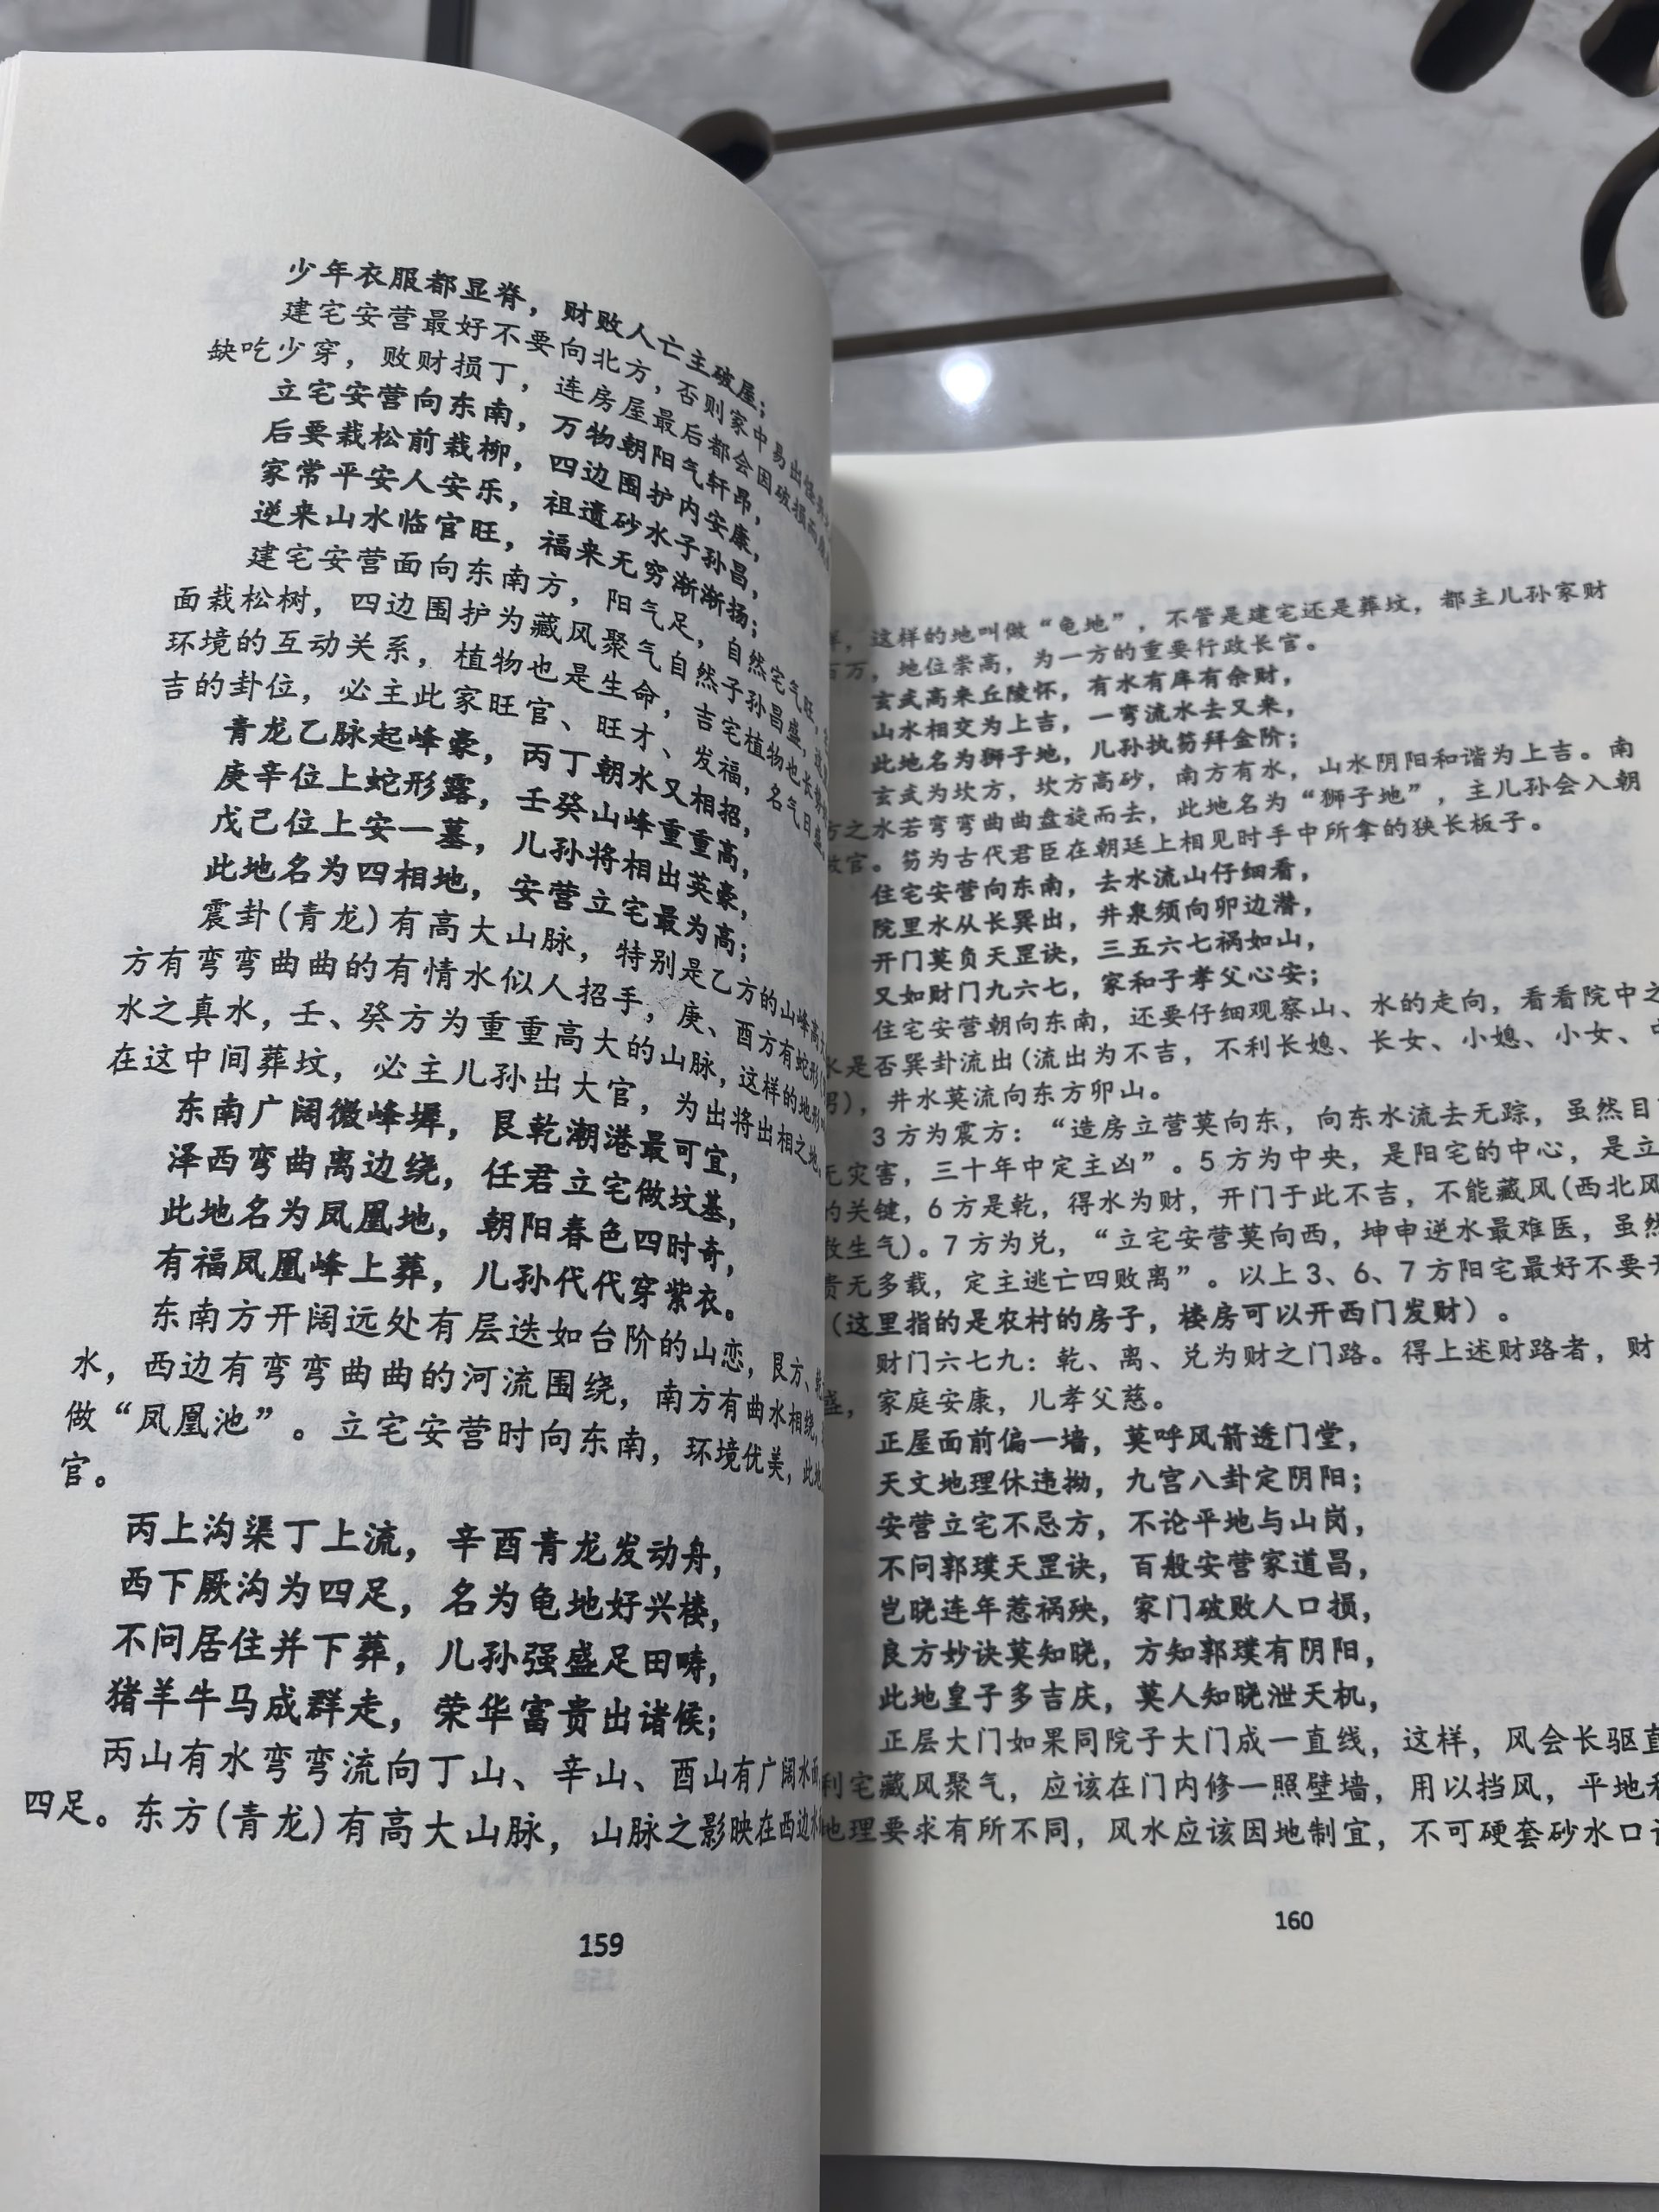 少年衣服都显脊，财败人亡主破屋；
建宅安营最好不要向北方，否则家中易出怪
缺吃少穿，败财损丁，连房屋最后都会因破损而
立宅安营向东南，万物朝阳气轩昂，
后要栽松前栽柳，四边围护内安康，
家常平安人安乐，祖遗砂水子孙昌，
逆来山水临官旺，福来无穷渐渐扬；
建宅安营面向东南方，阳气足，自然宅气旺，
面栽松树，四边围护为藏风聚气自然子孙昌盛，
环境的互动关系，植物也是生命，吉宅植物也长势
吉的卦位，必主此家旺官、旺才、发福，名气日盛，
青龙乙脉起峰豪，丙丁朝水又相招，
庚辛位上蛇形露，壬癸山峰重重高，
戊己位上安一墓，儿孙将相出英豪，
此地名为四相地，安营立宅最为高；
震卦(青龙)有高大山脉，特别是乙方的山峰高
方有弯弯曲曲的有情水似人招手，庚、酉方有蛇形
水之真水，壬、癸方为重重高大的山脉，这样的地形
在这中间葬坟，必主儿孙出大官，为出将出相之地。
东南广阔微峰墀，艮乾潮港最可宜，
泽西弯曲离边绕，任君立宅做坟基，
此地名为凤凰地，朝阳春色四时奇，
有福凤凰峰上葬，儿孙代代穿紫衣。
东南方开阔远处有层迭如台阶的山恋，艮方、
水，西边有弯弯曲曲的河流围绕，南方有曲水相绕，
做“凤凰池”。立宅安营时向东南，环境优美，此地
官。
丙上沟渠丁上流，辛酉青龙发动舟，
西下厥沟为四足，名为龟地好兴楼，
不问居住并下葬，儿孙强盛足田畴，
猪羊牛马成群走，荣华富贵出诸侯；
丙山有水弯弯流向丁山、辛山、酉山有广阔水面
四足。东方(青龙)有高大山脉，山脉之影映在西边水
159
，这样的地叫做“龟地”，不管是建宅还是葬坟，都主儿孙家财
百万，地位崇高，为一方的重要行政长官。
玄武高来丘陵怀，有水有库有余财，
山水相交为上吉，一弯流水去又来，
此地名为狮子地，儿孙执笏拜金阶；
玄武为坎方，坎方高砂，南方有水，山水阴阳和谐为上吉。南
方之水若弯弯曲曲盘旋而去，此地名为“狮子地”，主儿孙会入朝
官。笏为古代君臣在朝廷上相见时手中所拿的狭长板子。
住宅安营向东南，去水流山仔细看，
院里水从长巽出，井泉须向卯边潜，
开门莫负天罡诀，三五六七祸如山，
又如财门九六七，家和子孝父心安；
住宅安营朝向东南，还要仔细观察山、水的走向，看看院中之
水是否巽卦流出(流出为不吉，不利长媳、长女、小媳、小女、中
男)，井水莫流向东方卯山。
3 方为震方：“造房立营莫向东，向东水流去无踪，虽然目
无灾害，三十年中定主凶”。5 方为中央，是阳宅的中心，是立
的关键，6 方是乾，得水为财，开门于此不吉，不能藏风(西北风
生气)。7 方为兑，“立宅安营莫向西，坤申逆水最难医，虽然
贵无多载，定主逃亡四败离”。以上 3、6、7 方阳宅最好不要开
(这里指的是农村的房子，楼房可以开西门发财)。
财门六七九：乾、离、兑为财之门路。得上述财路者，财
盛，家庭安康，儿孝父慈。
正屋面前偏一墙，莫呼风箭透门堂，
天文地理休违拗，九宫八卦定阴阳；
安营立宅不忌方，不论平地与山岗，
不问郭璞天罡诀，百般安营家道昌，
岂晓连年惹祸殃，家门破败人口损，
良方妙诀莫知晓，方知郭璞有阴阳，
此地皇子多吉庆，莫人知晓泄天机，
正层大门如果同院子大门成一直线，这样，风会长驱直
利宅藏风聚气，应该在门内修一照壁墙，用以挡风，平地和
地理要求有所不同，风水应该因地制宜，不可硬套砂水口诀
160